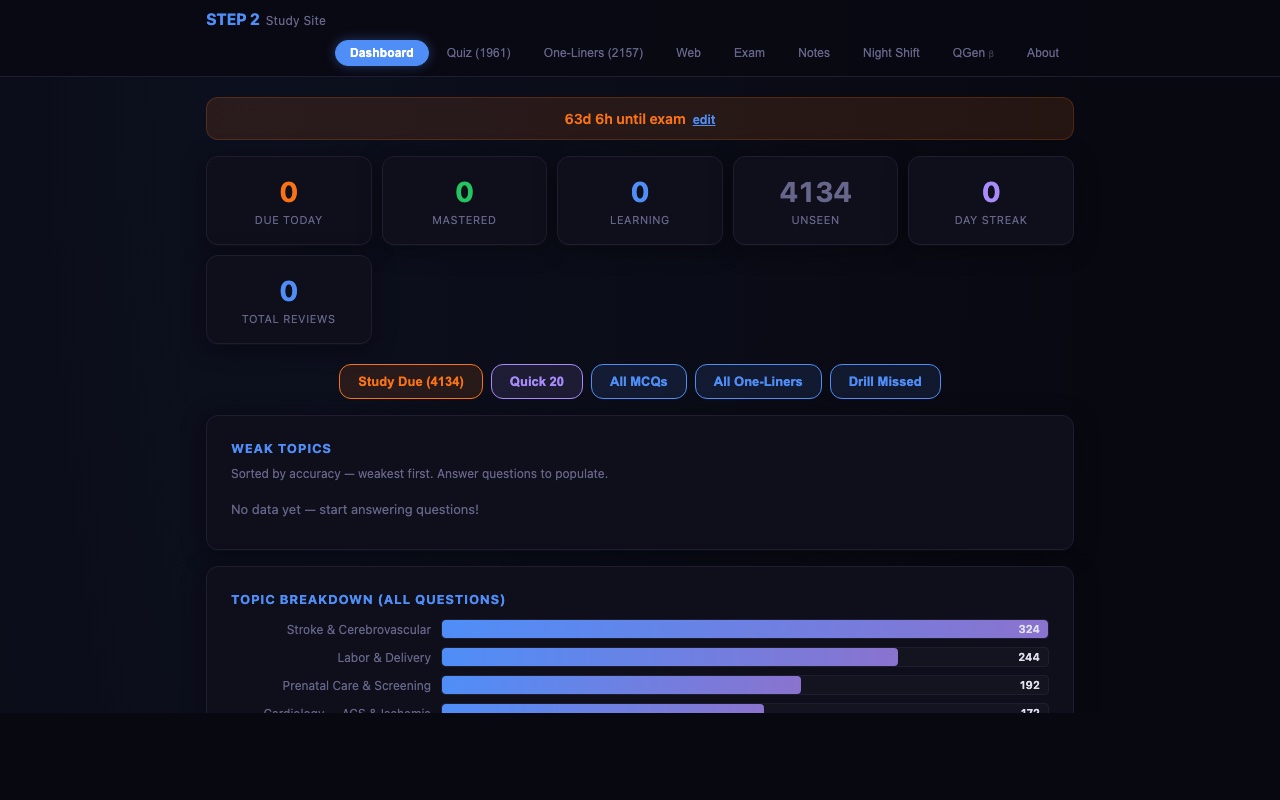 STEP 2 Study Site
Dashboard Quiz (1961) One-Liners (2157) Web Exam Notes Night Shift QGen β About
63d 6h until exam edit
0 0 0 4134 0
DUE TODAY MASTERED LEARNING UNSEEN DAY STREAK
0
TOTAL REVIEWS
Study Due (4134) Quick 20 All MCQs All One-Liners Drill Missed
WEAK TOPICS
Sorted by accuracy — weakest first. Answer questions to populate.
No data yet — start answering questions!
TOPIC BREAKDOWN (ALL QUESTIONS)
Stroke & Cerebrovascular 324
Labor & Delivery 244
Prenatal Care & Screening 192
Cardiology — ACS & Ischemia 172